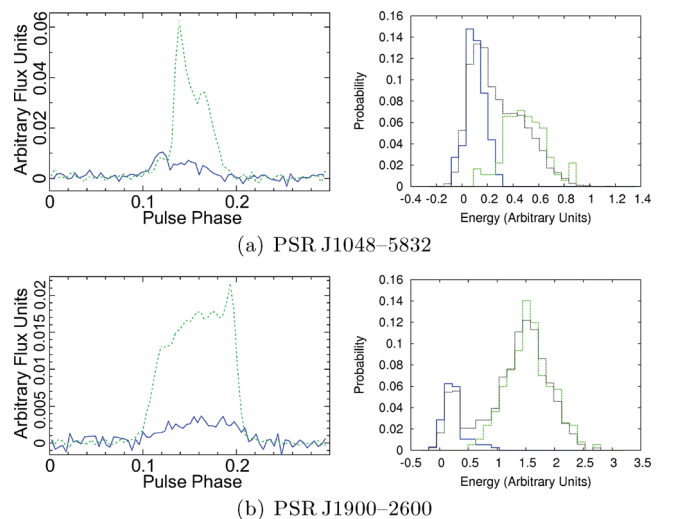 Arbitrary Flux Units
0.06
0.04
0.02
0
0 0.1 0.2
Pulse Phase
Probability
0.16
0.14
0.12
0.1
0.08
0.06
0.04
0.02
0
-0.4 -0.2 0 0.2 0.4 0.6 0.8 1 1.2 1.4
Energy (Arbitrary Units)
(a) PSR J1048–5832
Arbitrary Flux Units
0.02
0.015
0.01
0.005
0
0 0.1 0.2
Pulse Phase
Probability
0.16
0.14
0.12
0.1
0.08
0.06
0.04
0.02
0
-0.5 0 0.5 1 1.5 2 2.5 3 3.5
Energy (Arbitrary Units)
(b) PSR J1900–2600